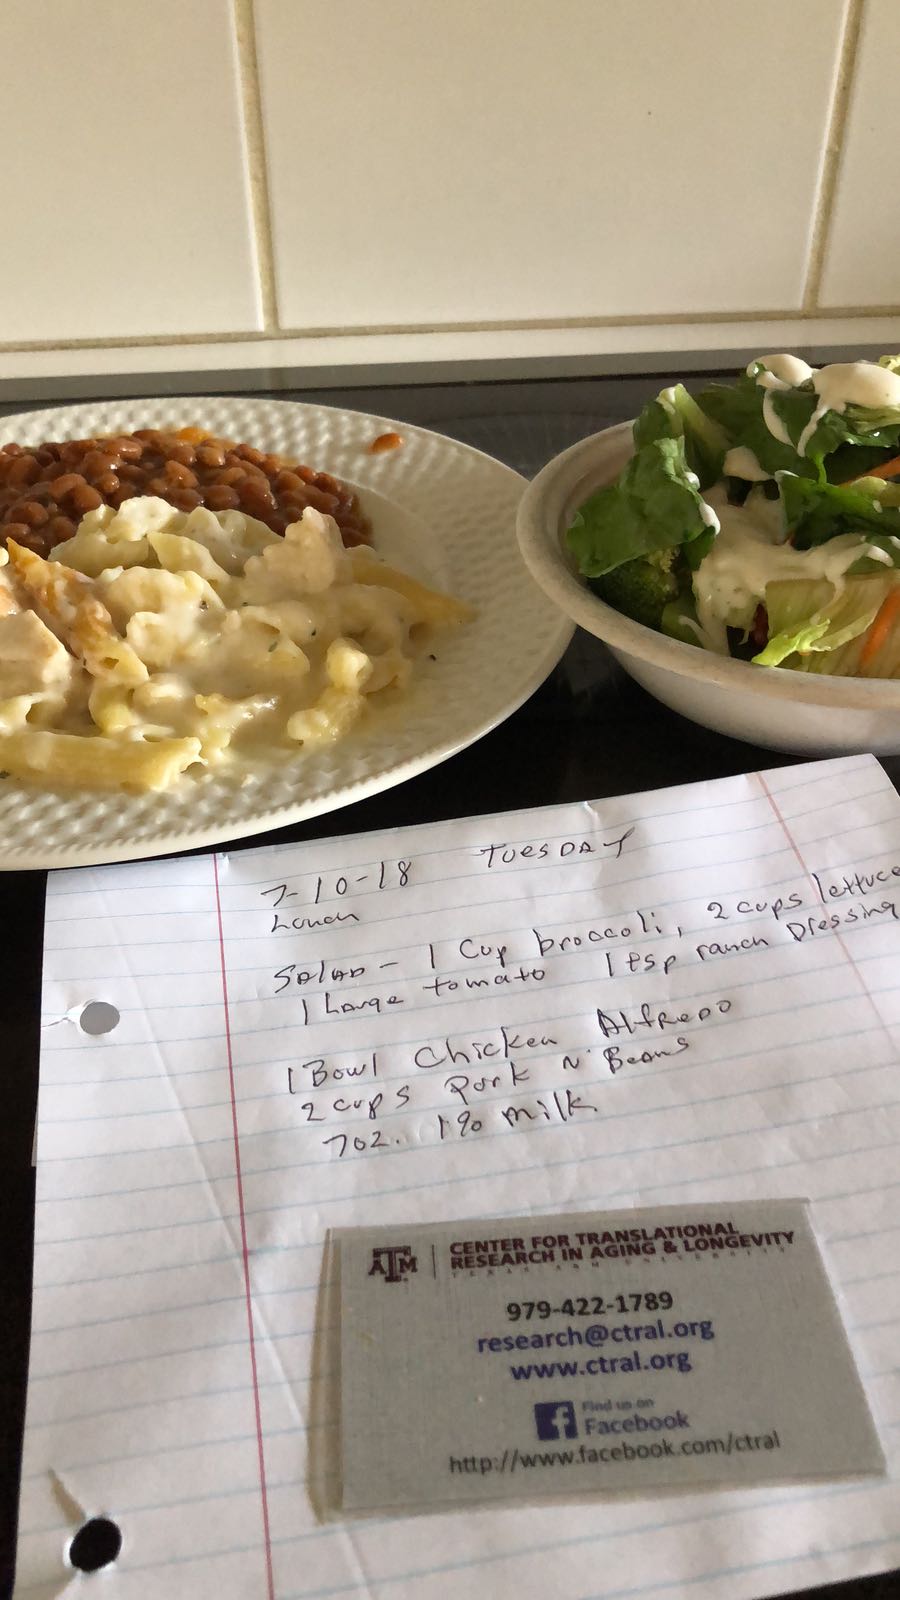 7-10-18 Tuesday
Lunch
Salad - 1 Cup broccoli, 2 cups lettuce
1 Large tomato 1 tsp ranch Dressing
1 Bowl Chicken Alfredo
2 cups Pork N' Beans
7oz. 1% milk
ATM
CENTER FOR TRANSLATIONAL
RESEARCH IN AGING & LONGEVITY
TEXAS A&M UNIVERSITY
979-422-1789
research@ctral.org
www.ctral.org
f Find us on
Facebook
http://www.facebook.com/ctral